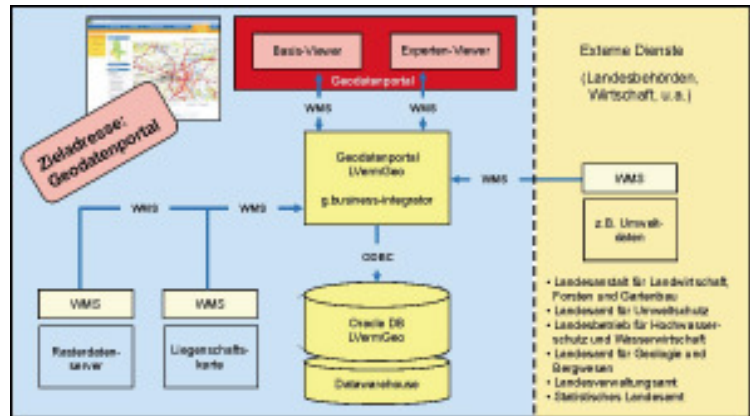 Basis-Viewer
Experten-Viewer
Geodatenportal
Externe Dienste
(Landesbehörden,
Wirtschaft, u.a.)
Zieladresse:
Geodatenportal
WMS
WMS
Geodatenportal
LVermGeo
g.business-integrator
WMS
WMS
WMS
WMS
z.B. Umwelt-
daten
ODBC
WMS
Rasterdaten-
server
WMS
Liegenschafts-
karte
Oracle DB
LVermGeo
Datawarehouse
• Landesanstalt für Landwirtschaft,
Forsten und Gartenbau
• Landesamt für Umweltschutz
• Landesbetrieb für Hochwasser-
schutz und Wasserwirtschaft
• Landesamt für Geologie und
Bergwesen
• Landesverwaltungsamt
• Statistisches Landesamt